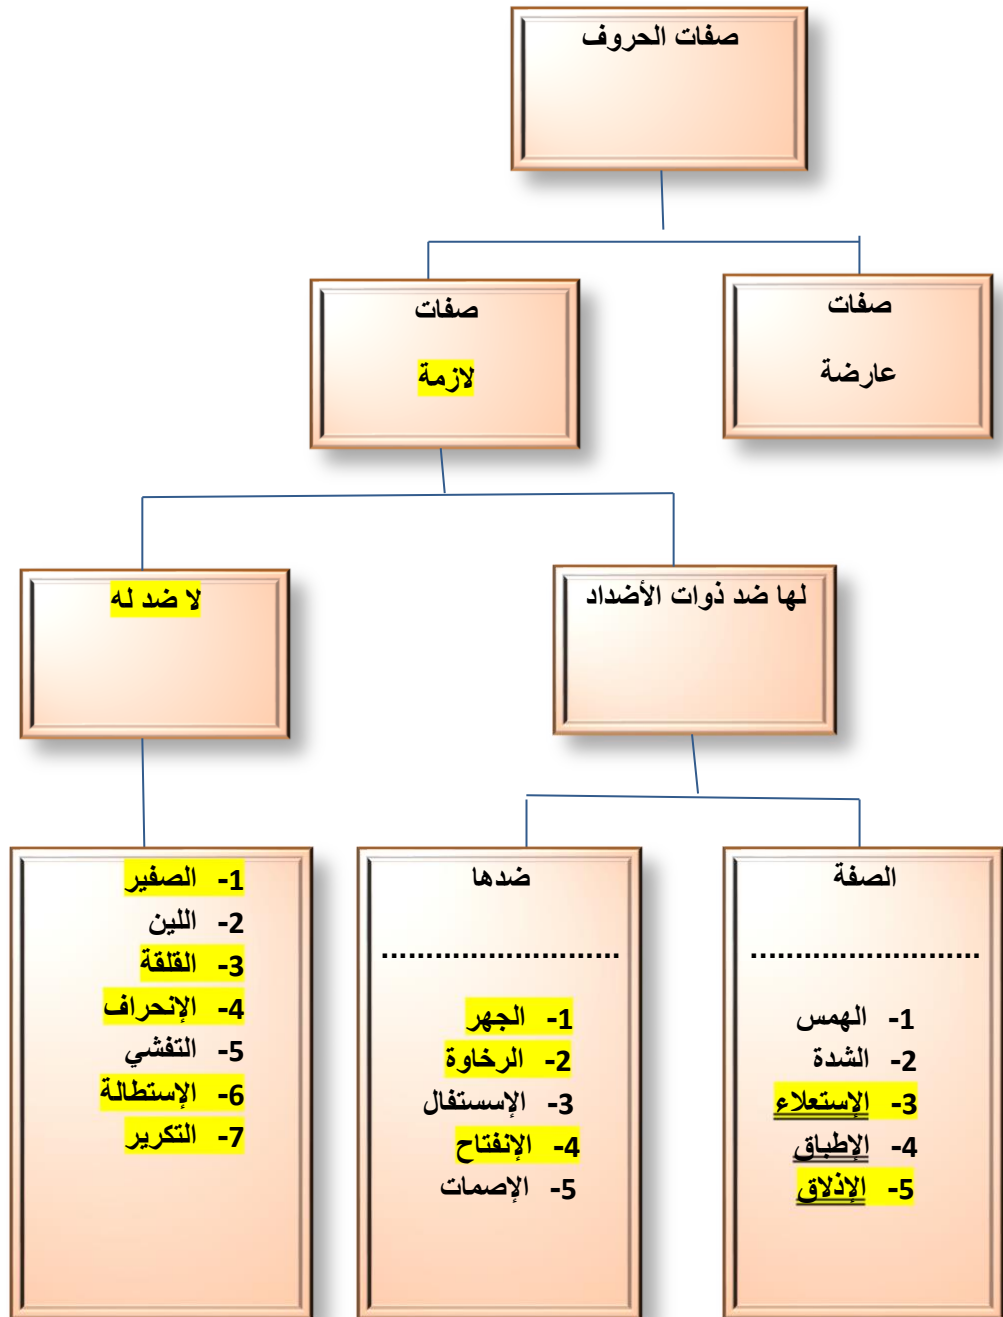 صفات الحروف
صفات
عارضة
صفات
لازمة
لها ضد ذوات الأضداد
لا ضد له
الصفة
..........................
1- الهمس
2- الشدة
3- الإستعلاء
4- الإطباق
5- الإذلاق
ضدها
...........................
1- الجهر
2- الرخاوة
3- الإسستفال
4- الإنفتاح
5- الإصمات
1- الصفير
2- اللين
3- القلقة
4- الإنحراف
5- التفشي
6- الإستطالة
7- التكرير